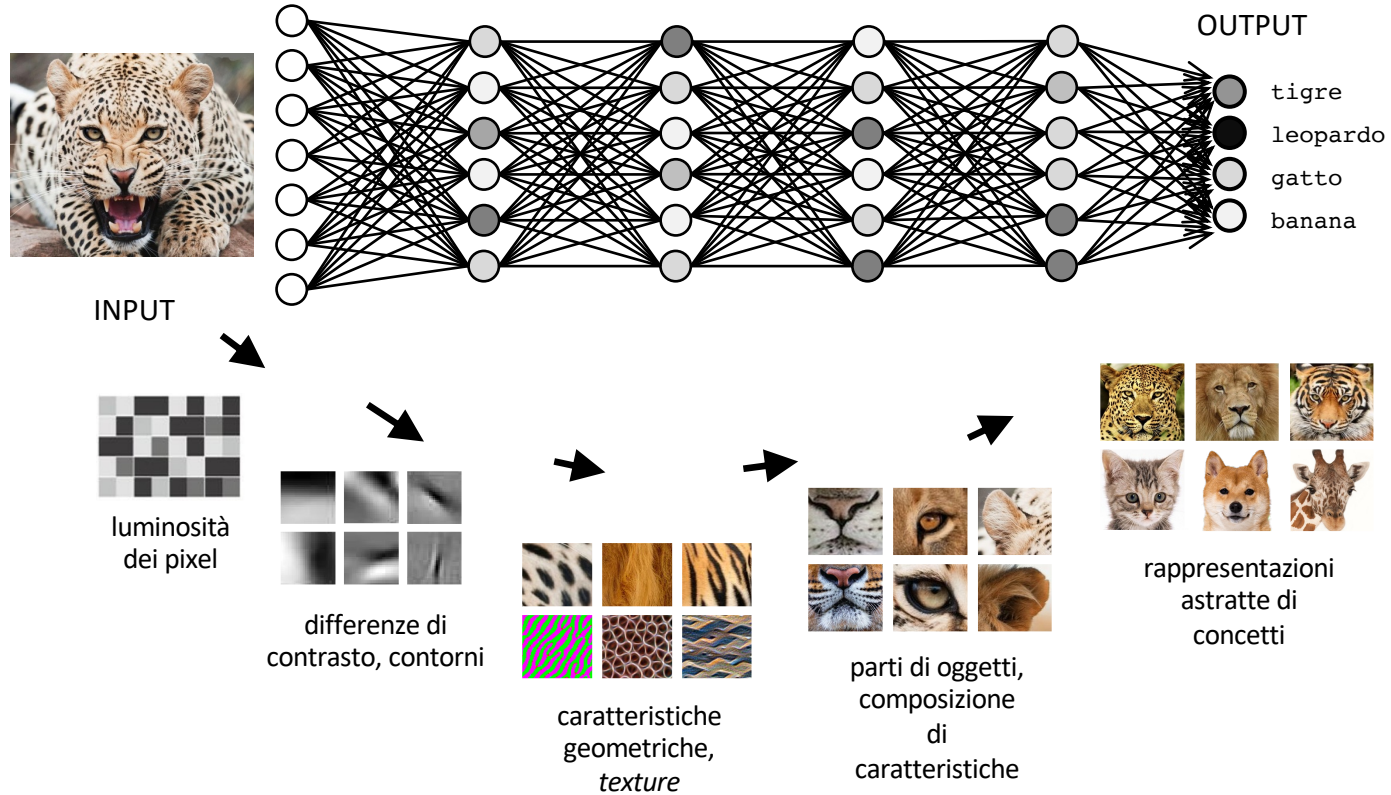 OUTPUT
tigre
leopardo
gatto
banana
INPUT
luminosità
dei pixel
differenze di
contrasto, contorni
caratteristiche
geometriche,
texture
parti di oggetti,
composizione
di
caratteristiche
rappresentazioni
astratte di
concetti